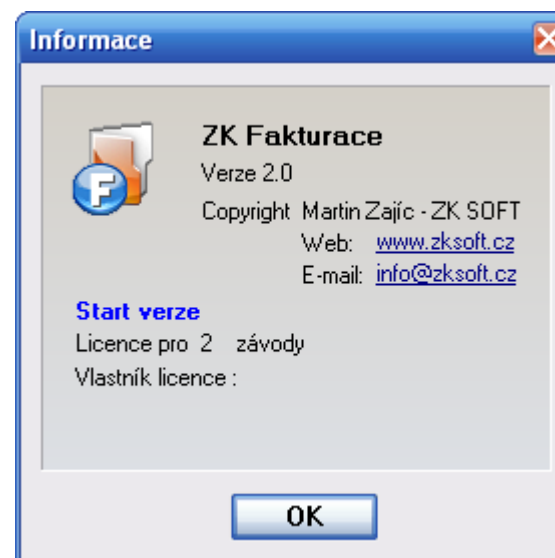 Informace
F
ZK Fakturace
Verze 2.0
Copyright Martin Zajíc - ZK SOFT
Web: www.zksoft.cz
E-mail: info@zksoft.cz
Start verze
Licence pro 2 závody
Vlastník licence :
OK